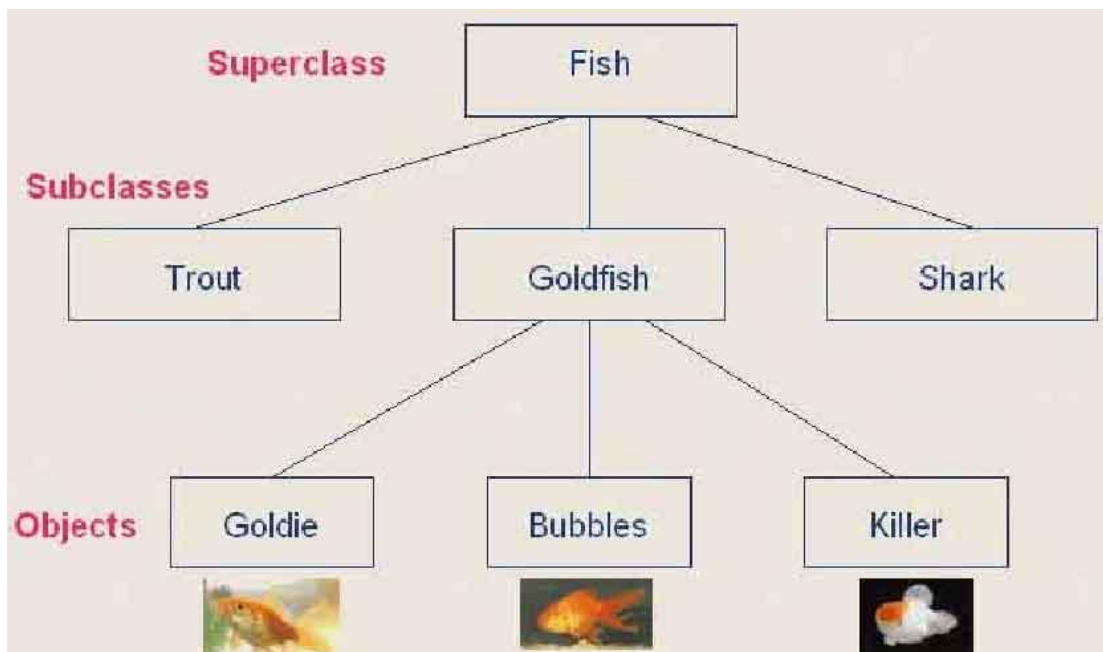 Superclass
Fish
Subclasses
Trout
Goldfish
Shark
Objects
Goldie
Bubbles
Killer